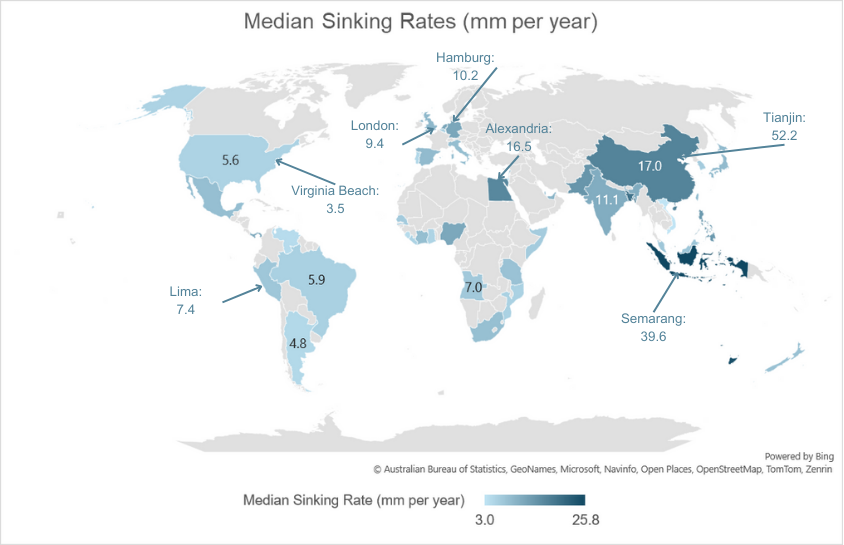 Median Sinking Rates (mm per year)
Hamburg:
10.2
Tianjin:
52.2
London:
9.4
Alexandria:
16.5
5.6
17.0
Virginia Beach:
3.5
11.1
5.9
7.0
Lima:
7.4
Semarang:
39.6
4.8
Powered by Bing
© Australian Bureau of Statistics, GeoNames, Microsoft, Navinfo, Open Places, OpenStreetMap, TomTom, Zenrin
Median Sinking Rate (mm per year)
3.0
25.8